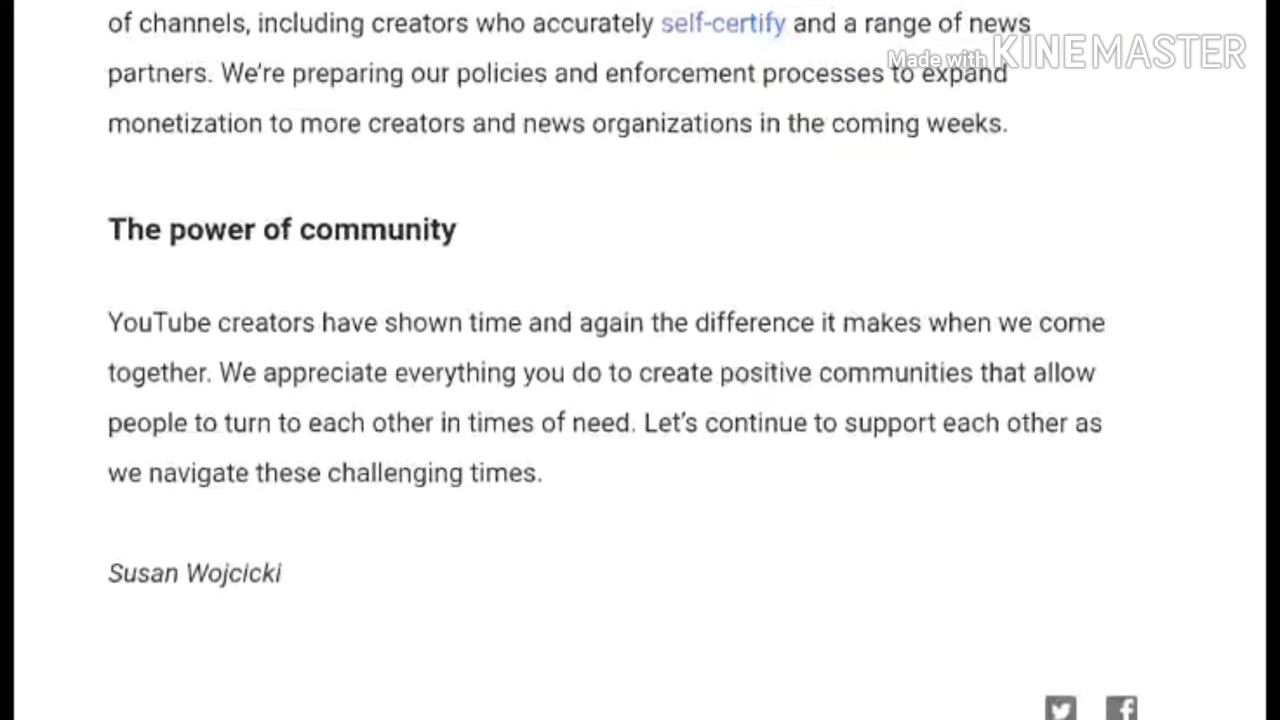 of channels, including creators who accurately self-certify and a range of news
Made with KINEMASTER
partners. We're preparing our policies and enforcement processes to expand
monetization to more creators and news organizations in the coming weeks.
The power of community
YouTube creators have shown time and again the difference it makes when we come
together. We appreciate everything you do to create positive communities that allow
people to turn to each other in times of need. Let's continue to support each other as
we navigate these challenging times.
Susan Wojcicki